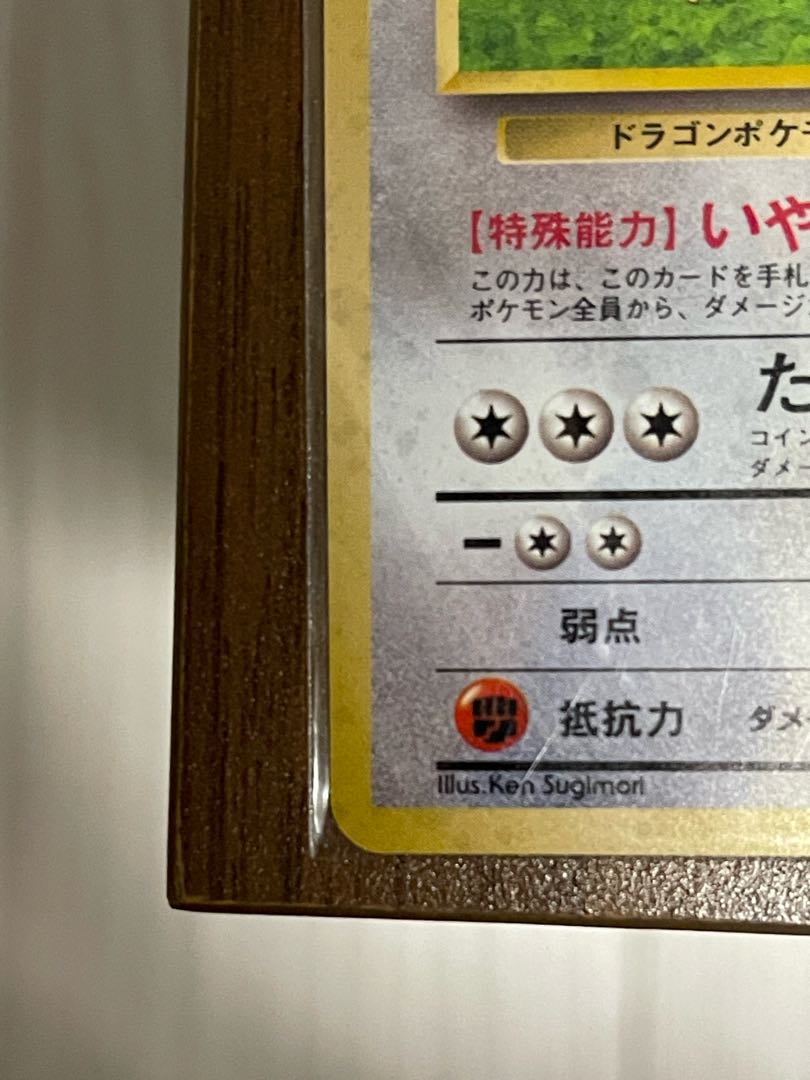 ドラゴンポケモ
【特殊能力】いや
この力は、このカードを手札
ポケモン全員から、ダメージ
た
コイン
ダメー
弱点
抵抗力 ダメ
Illus.Ken Sugimori